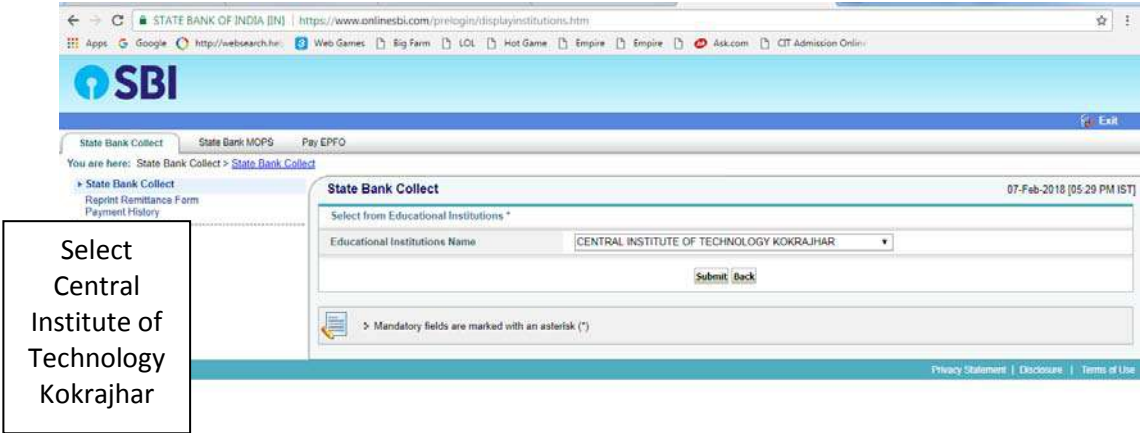 STATE BANK OF INDIA [IN] | https://www.onlinesbi.com/prelogin/displayinstitutions.htm
Apps Google http://websearch.he Web Games Big Farm LOL Hot Game Empire Empire Ask.com CIT Admission Onlin
SBI
Exit
State Bank Collect State Bank MOPS Pay EPFO
You are here: State Bank Collect > State Bank Collect
State Bank Collect
Reprint Remittance Form
Payment History
State Bank Collect 07-Feb-2018 [05:29 PM IST]
Select from Educational Institutions *
Educational Institutions Name CENTRAL INSTITUTE OF TECHNOLOGY KOKRAJHAR
Submit Back
> Mandatory fields are marked with an asterisk (*)
Privacy Statement | Disclosure | Terms of Use
Select
Central
Institute of
Technology
Kokrajhar